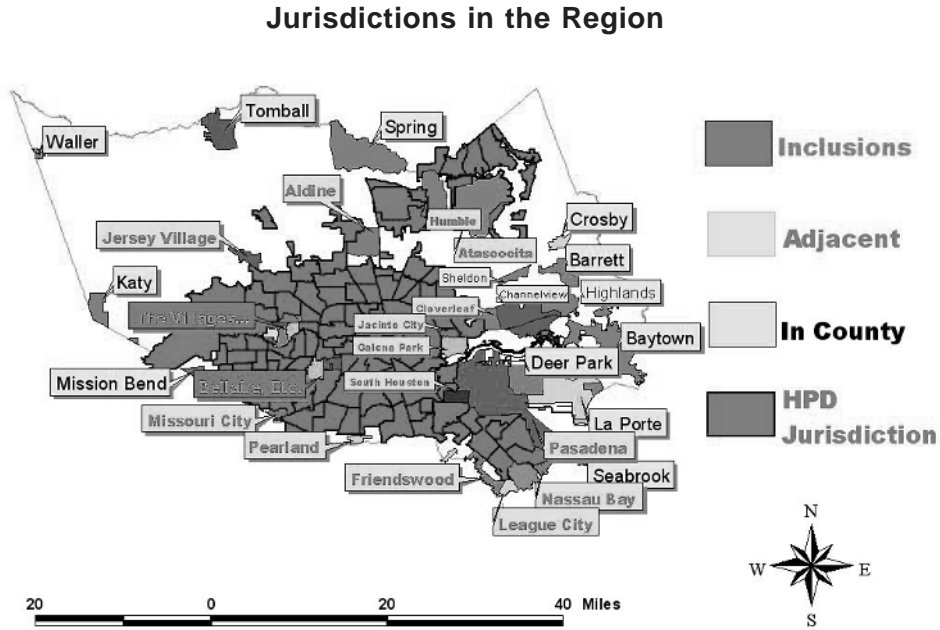 Jurisdictions in the Region
Tomball
Waller
Spring
Aldine
Humble
Crosby
Jersey Village
Atascocita
Barrett
Sheldon
Katy
Channelview
Highlands
Cloverleaf
The Villages...
Jacinto City
Baytown
Galena Park
Deer Park
Mission Bend
Bellaire, Etc.
South Houston
Missouri City
La Porte
Pearland
Pasadena
Friendswood
Seabrook
Nassau Bay
League City
Inclusions
Adjacent
In County
HPD
Jurisdiction
N
W E
S
20 0 20 40 Miles